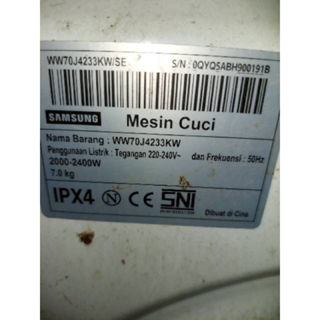 WW70J4233KW/SE S/N : 0QYQ5ABH900191B
SAMSUNG Mesin Cuci
Nama Barang : WW70J4233KW
Penggunaan Listrik : Tegangan 220-240V~ dan Frekuensi : 50Hz
2000-2400W
7.0 kg
IPX4 N CE SNI
Dibuat di Cina